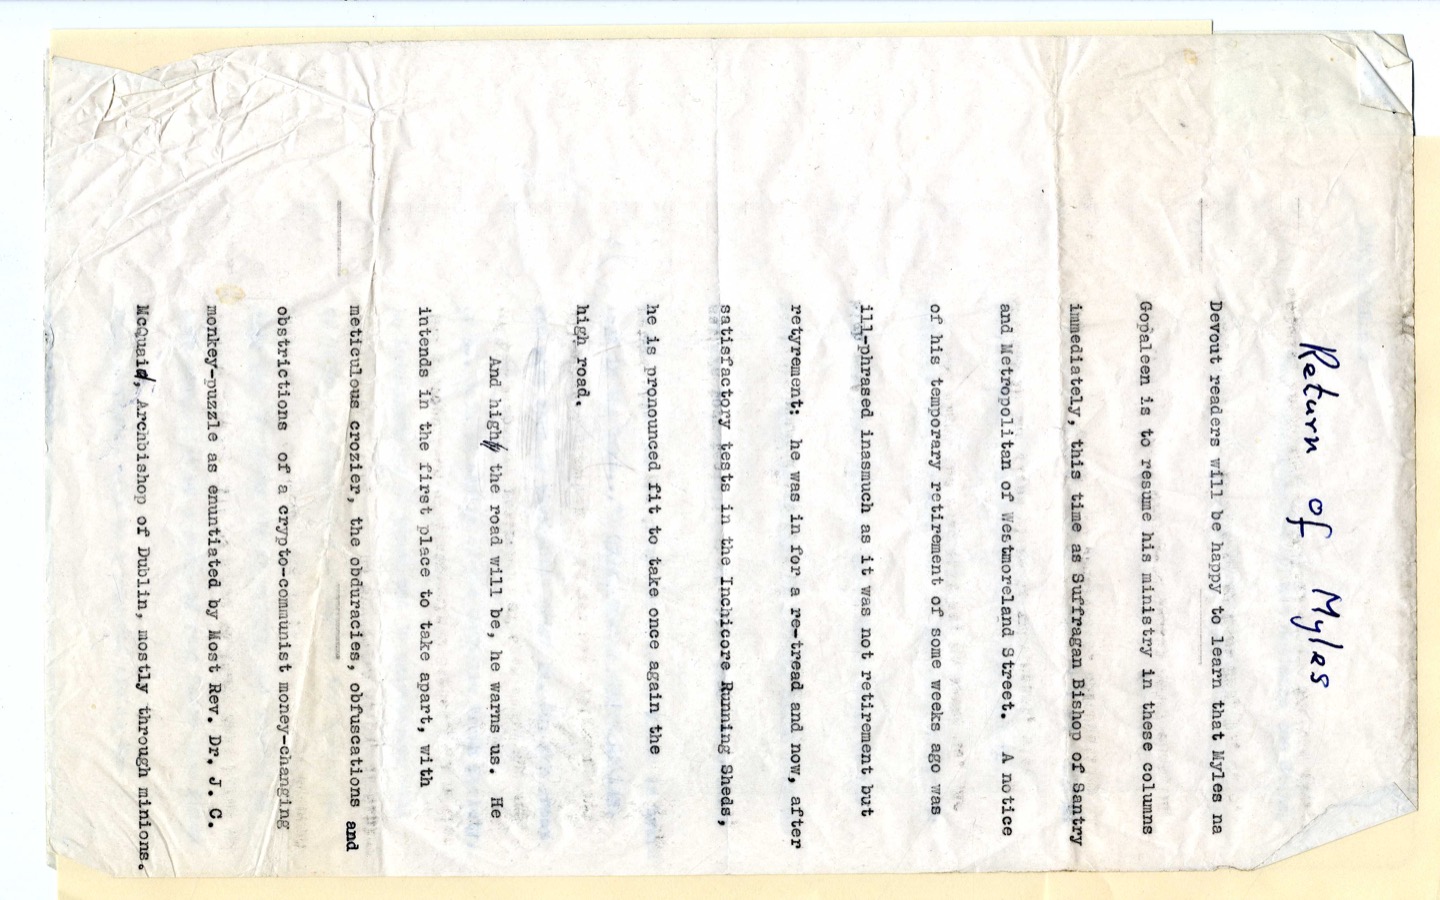 Return of Myles
Devout readers will be happy to learn that Myles na
Gopaleen is to resume his ministry in these columns
immediately, this time as Suffragan Bishop of Santry
and Metropolitan of Westmoreland Street. A notice
of his temporary retirement of some weeks ago was
ill-phrased inasmuch as it was not retirement but
retyrement: he was in for a re-tread and now, after
satisfactory tests in the Inchicore Running Sheds,
he is pronounced fit to take once again the
high road.
And high the road will be, he warns us. He
intends in the first place to take apart, with
meticulous crozier, the obduracies, obfuscations and
obstrictions of a crypto-communist money-changing
monkey-puzzle as enuntiated by Most Rev. Dr. J. C.
McQuaid, Archbishop of Dublin, mostly through minions.